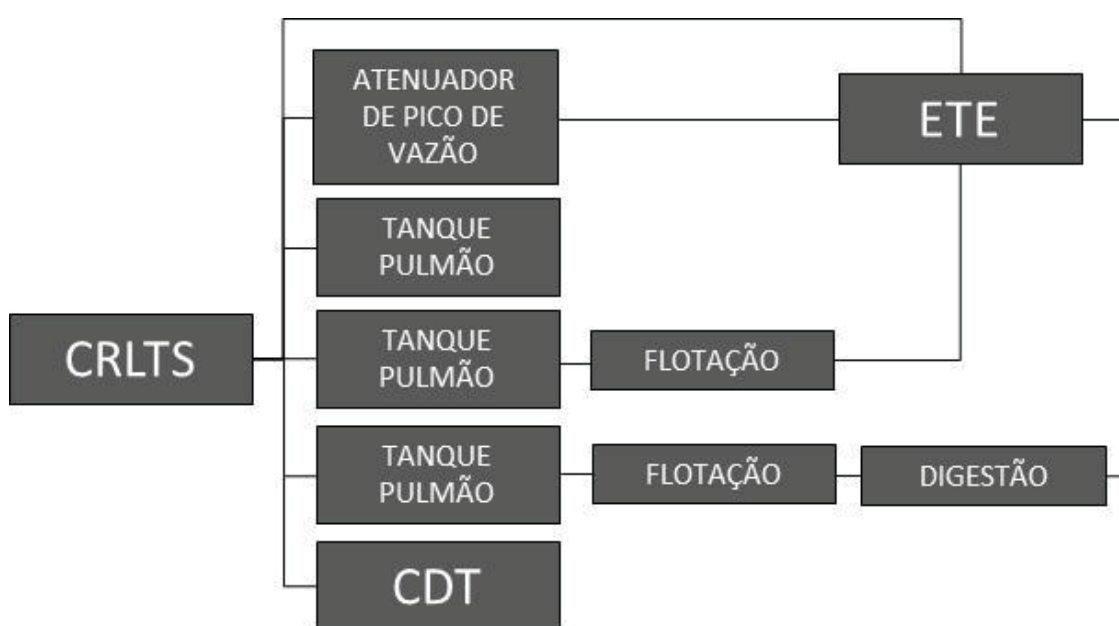 ATENUADOR
DE PICO DE
VAZÃO
ETE
TANQUE
PULMÃO
CRLTS
TANQUE
PULMÃO
FLOTAÇÃO
TANQUE
PULMÃO
FLOTAÇÃO
DIGESTÃO
CDT